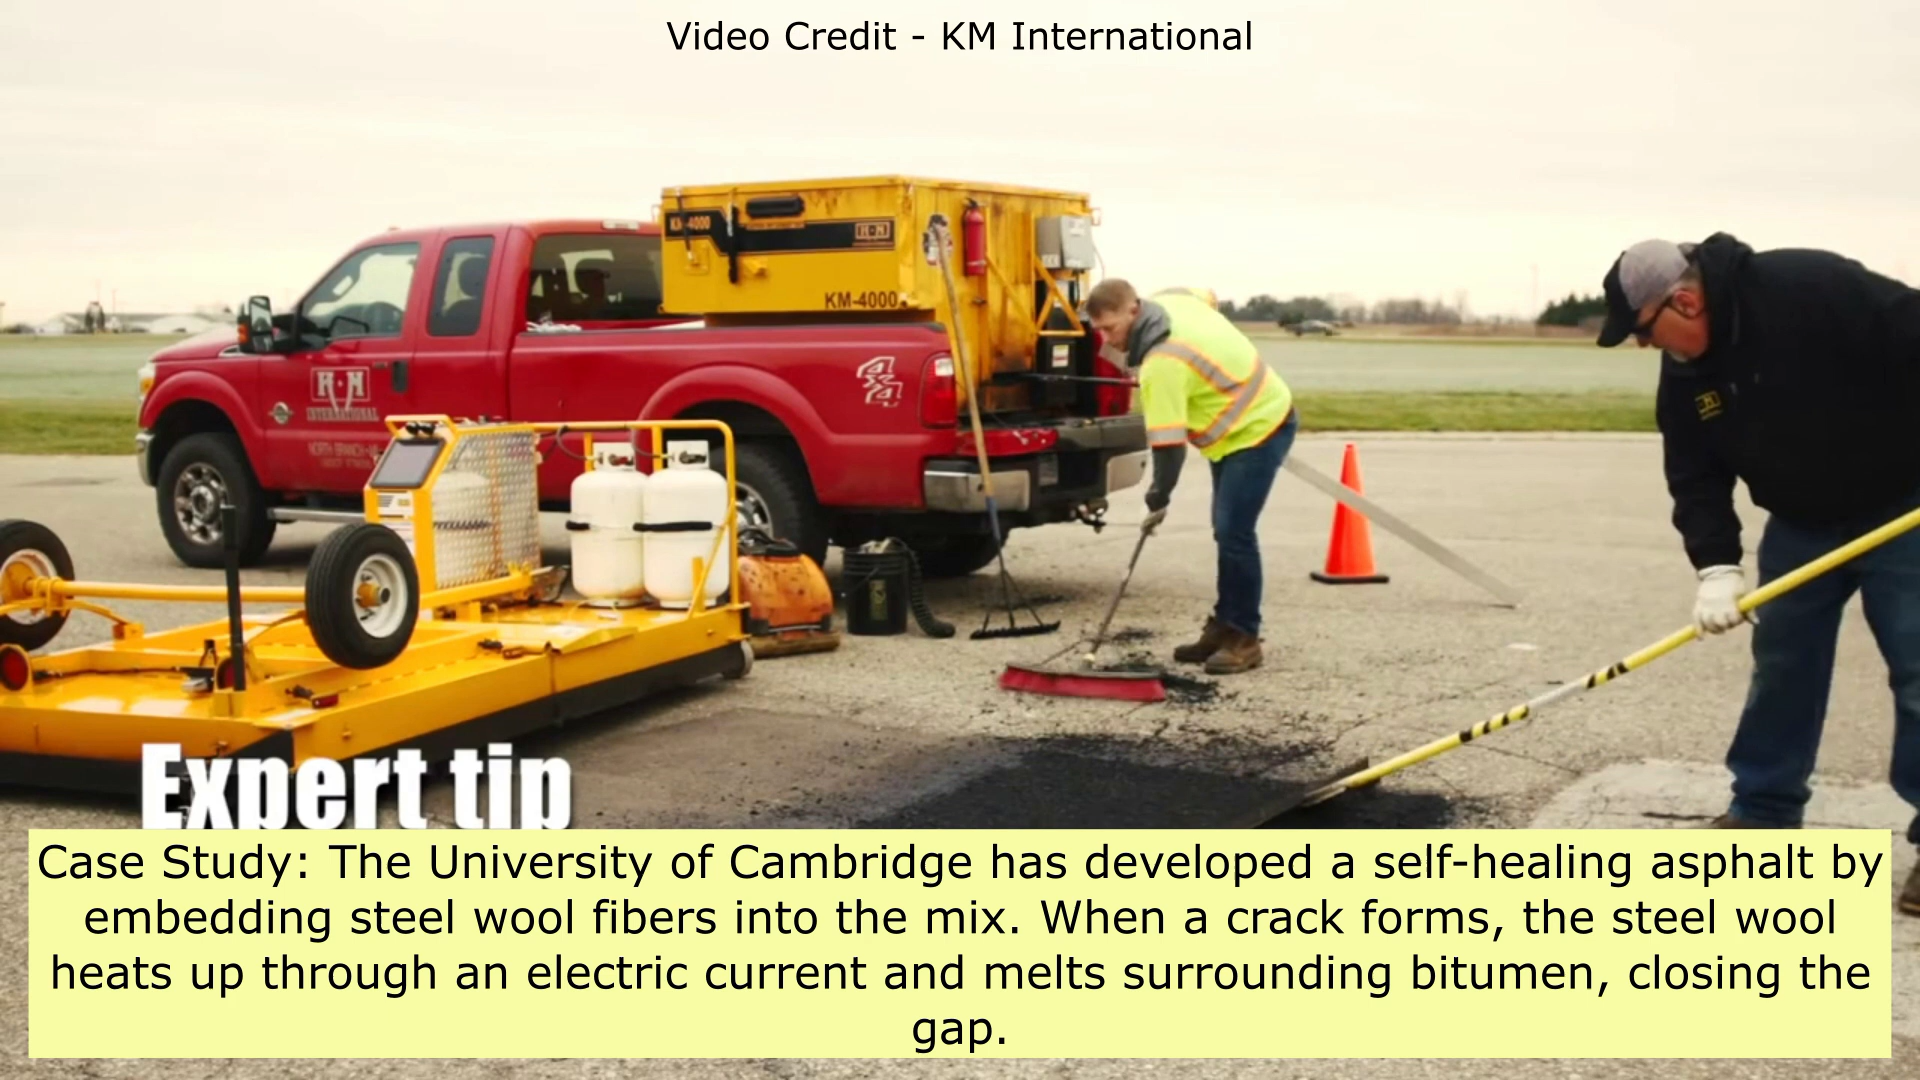 Video Credit - KM International
KM-4000
KM-4000
4x4
INTERNATIONAL
Expert tip
Case Study: The University of Cambridge has developed a self-healing asphalt by
embedding steel wool fibers into the mix. When a crack forms, the steel wool
heats up through an electric current and melts surrounding bitumen, closing the
gap.